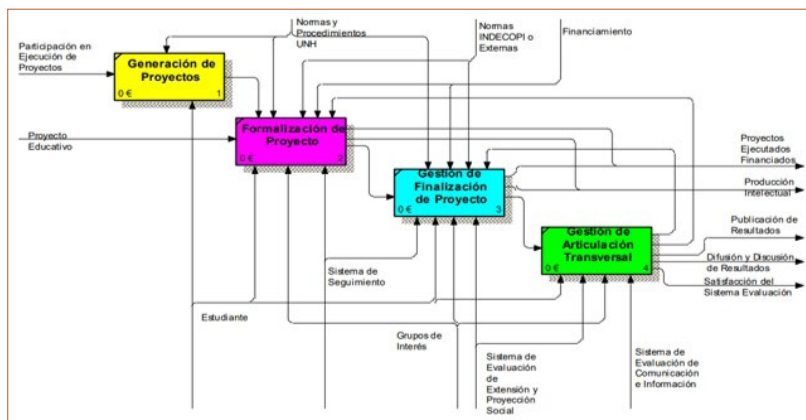 Normas y
Procedimientos
UNH
Normas
INDECOPI o
Externas
Financiamiento
Participación en
Ejecución de
Proyectos
Generación de
Proyectos
0 €
1
Proyecto
Educativo
Formalización de
Proyecto
0 €
2
Gestión de
Finalización
de Proyecto
0 €
3
Gestión de
Articulación
Transversal
0 €
4
Proyectos
Ejecutados
Financiados
Producción
Intelectual
Publicación de
Resultados
Difusión y Discusión
de Resultados
Satisfacción del
Sistema Evaluación
Sistema de
Seguimiento
Estudiante
Grupos de
Interés
Sistema de
Evaluación
de
Extensión y
Proyección
Social
Sistema de
Evaluación de
Comunicación
e Información